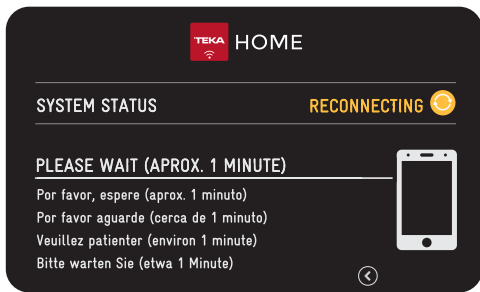 TEKA HOME
SYSTEM STATUS RECONNECTING
PLEASE WAIT (APROX. 1 MINUTE)
Por favor, espere (aprox. 1 minuto)
Por favor aguarde (cerca de 1 minuto)
Veuillez patienter (environ 1 minute)
Bitte warten Sie (etwa 1 Minute)